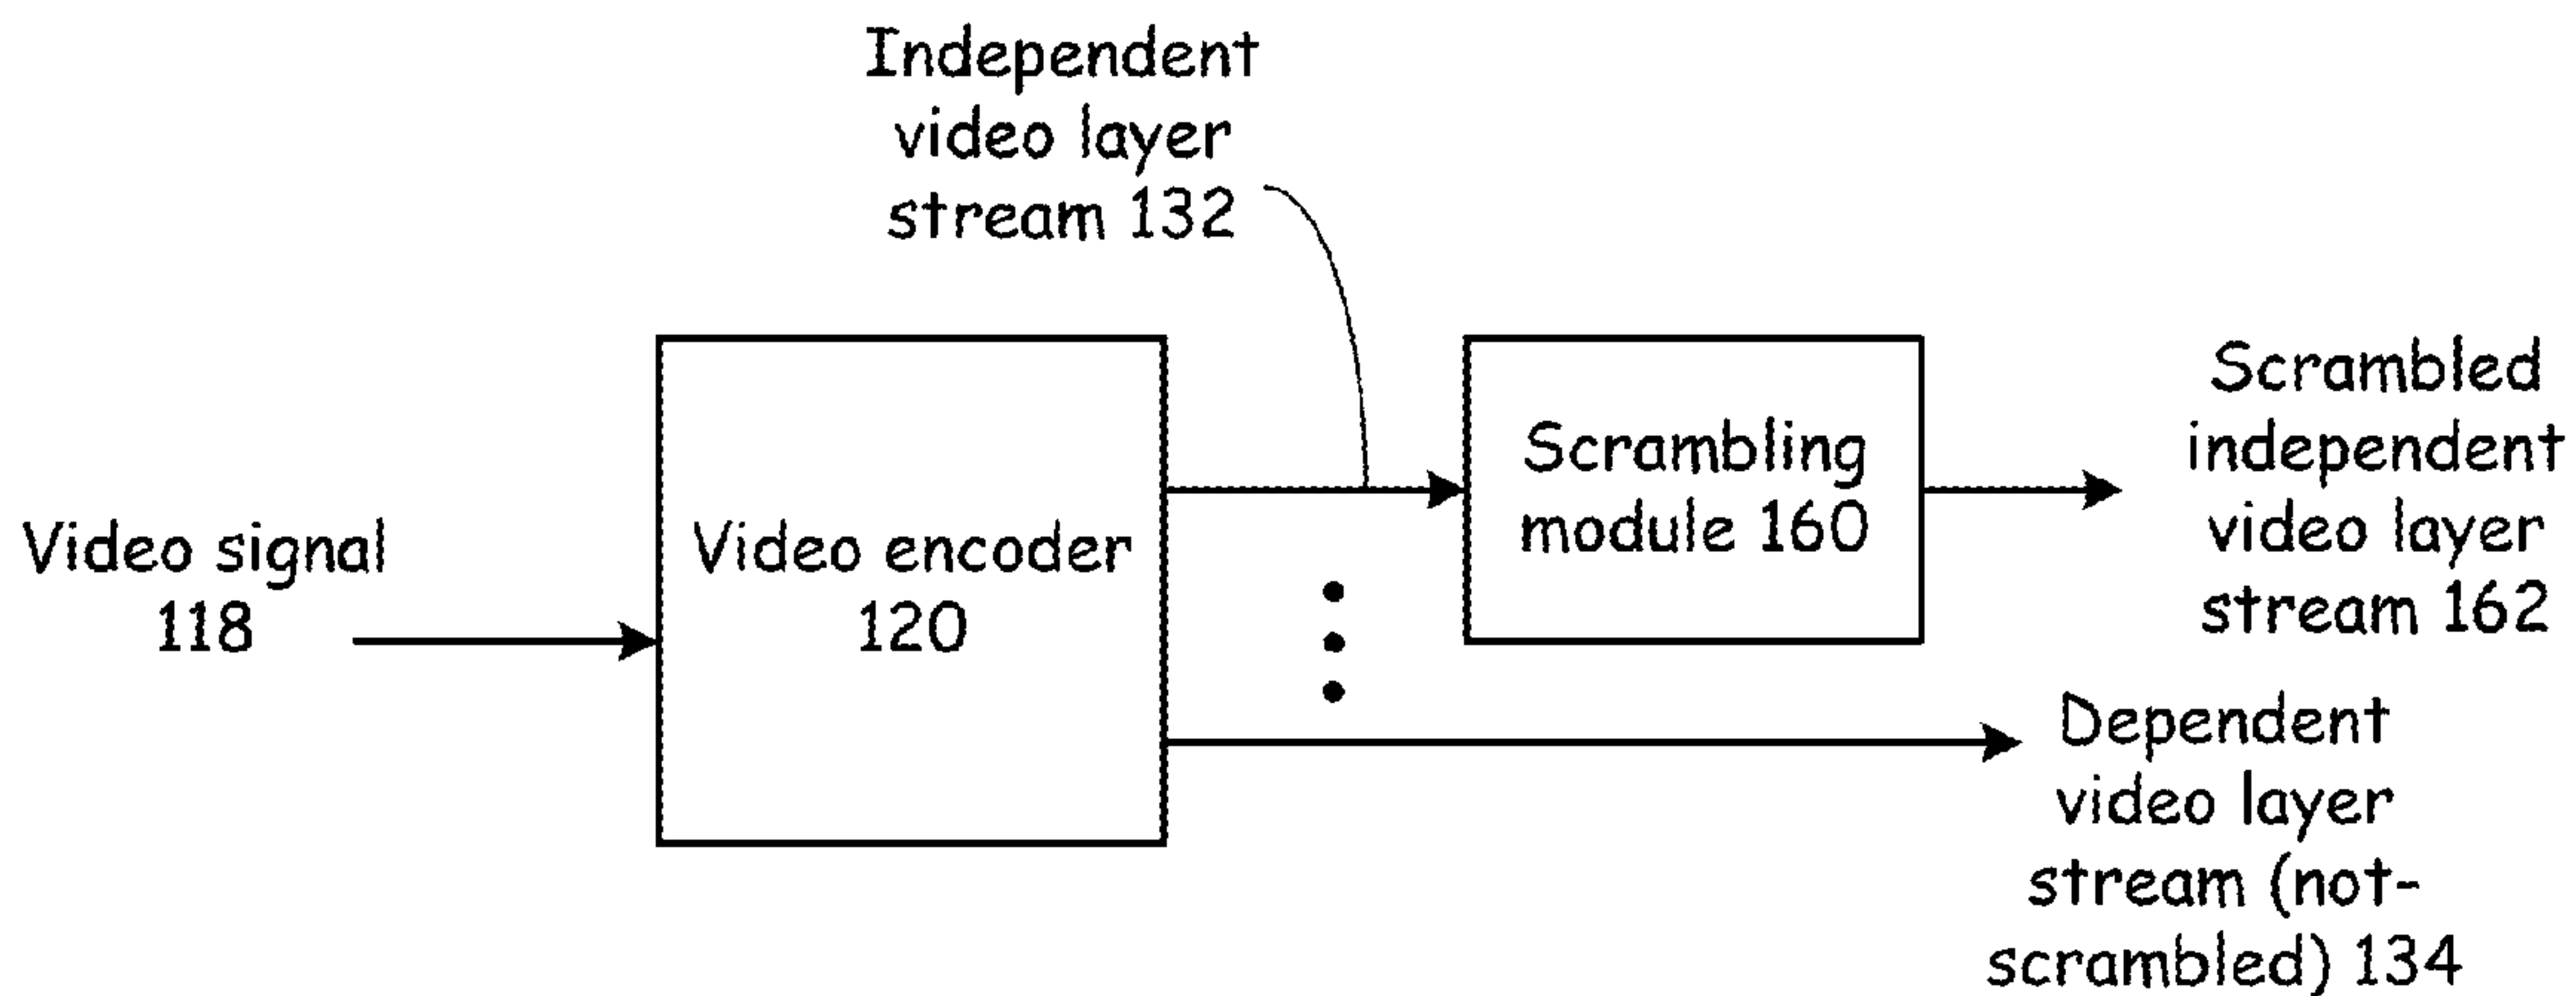 Independent
video layer
stream 132
Video signal
118
Video encoder
120
Scrambling
module 160
Scrambled
independent
video layer
stream 162
Dependent
video layer
stream (not-
scrambled) 134